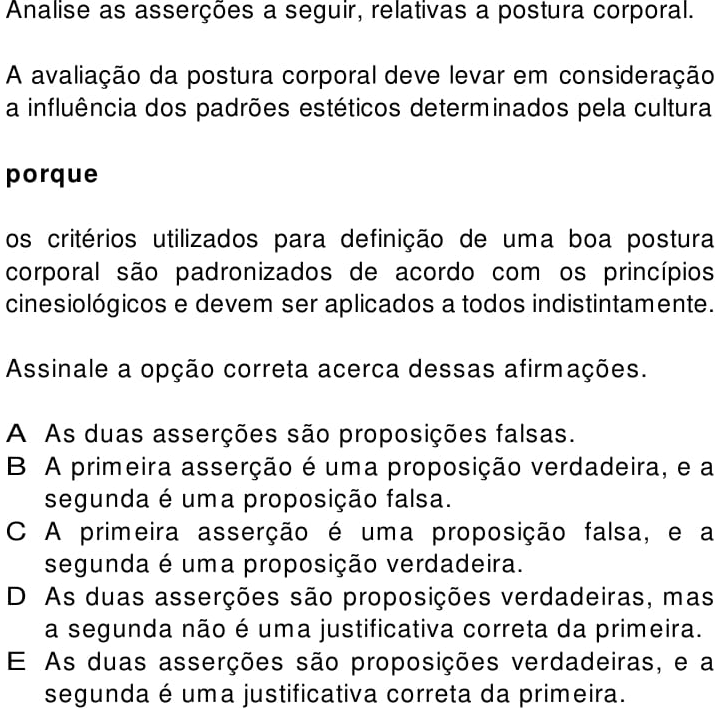 Analise as asserções a seguir, relativas a postura corporal.
A avaliação da postura corporal deve levar em consideração
a influência dos padrões estéticos determinados pela cultura
porque
os critérios utilizados para definição de uma boa postura
corporal são padronizados de acordo com os princípios
cinesiológicos e devem ser aplicados a todos indistintamente.
Assinale a opção correta acerca dessas afirmações.
A As duas asserções são proposições falsas.
B A primeira asserção é uma proposição verdadeira, e a
segunda é uma proposição falsa.
C A primeira asserção é uma proposição falsa, e a
segunda é uma proposição verdadeira.
D As duas asserções são proposições verdadeiras, mas
a segunda não é uma justificativa correta da primeira.
E As duas asserções são proposições verdadeiras, e a
segunda é uma justificativa correta da primeira.